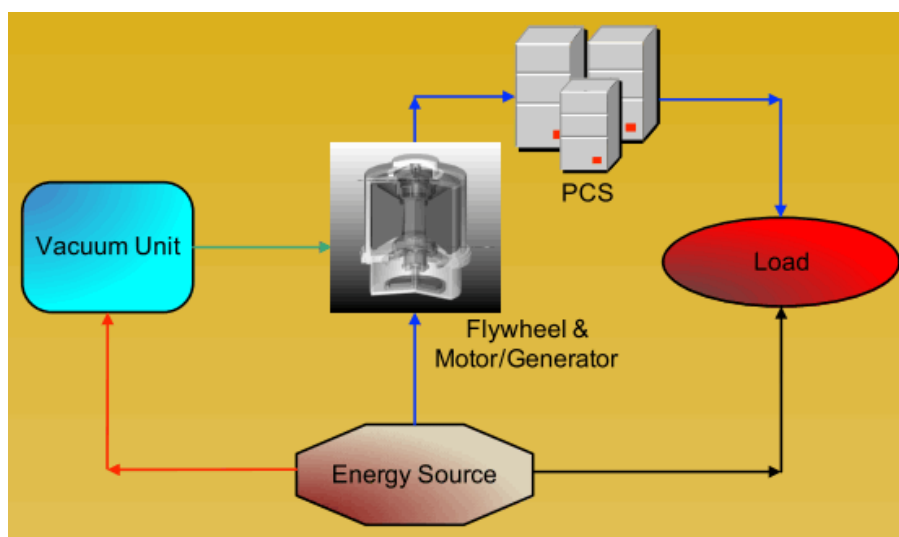 PCS
Vacuum Unit
Load
Flywheel &
Motor/Generator
Energy Source